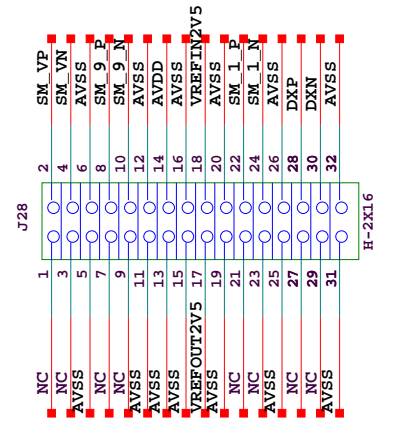 SM_VP
SM_VN
AVSS
SM_9_P
SM_9_N
AVSS
AVDD
AVSS
VREFIN2V5
AVSS
SM_1_P
SM_1_N
AVSS
DXP
DXN
AVSS
2
4
6
8
10
12
14
16
18
20
22
24
26
28
30
32
J28
H-2X16
1
3
5
7
9
11
13
15
17
19
21
23
25
27
29
31
NC
NC
AVSS
NC
NC
AVSS
AVSS
AVSS
VREFOUT2V5
AVSS
NC
NC
AVSS
NC
NC
AVSS